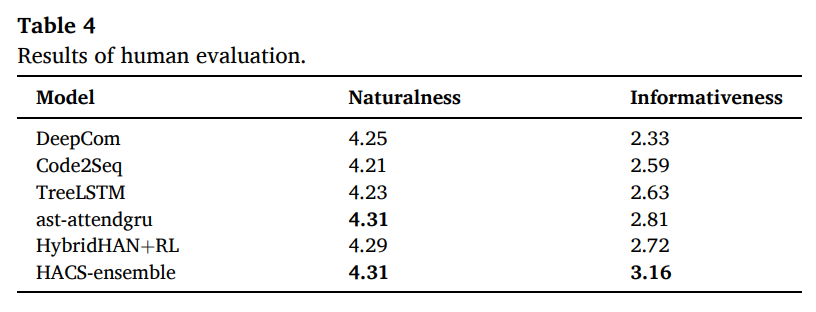 Table 4
Results of human evaluation.
Model Naturalness Informativeness
DeepCom 4.25 2.33
Code2Seq 4.21 2.59
TreeLSTM 4.23 2.63
ast-attendgru 4.31 2.81
HybridHAN+RL 4.29 2.72
HACS-ensemble 4.31 3.16